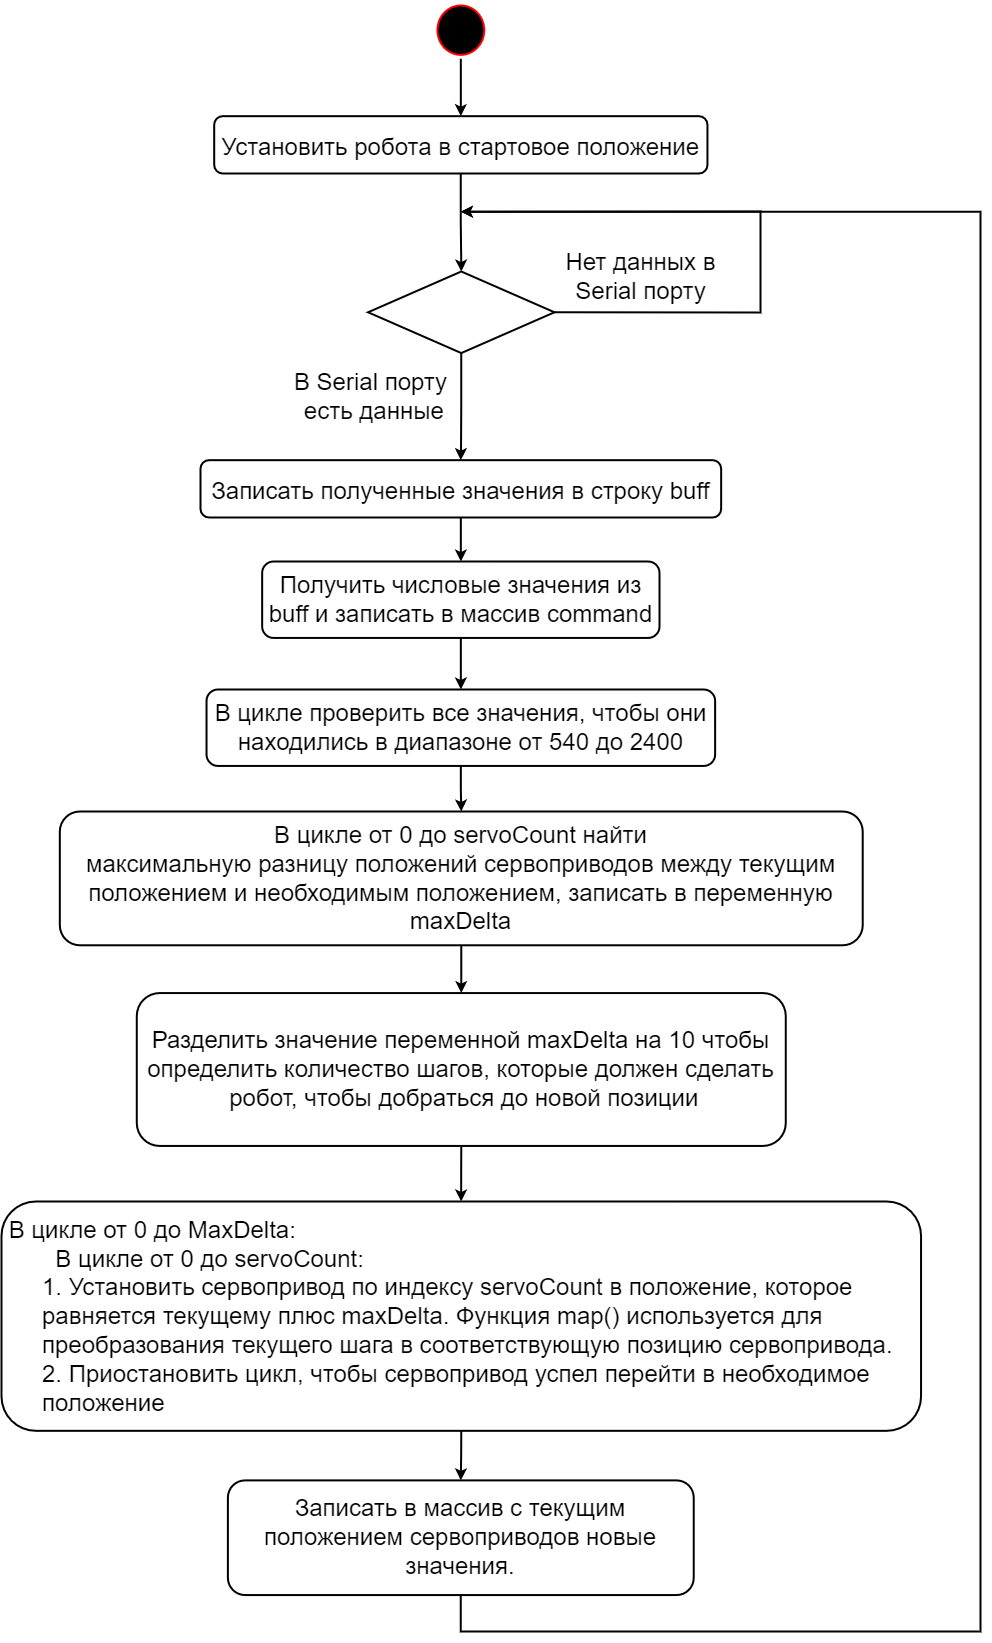 Установить робота в стартовое положение
Нет данных в
Serial порту
В Serial порту
есть данные
Записать полученные значения в строку buff
Получить числовые значения из
buff и записать в массив command
В цикле проверить все значения, чтобы они
находились в диапазоне от 540 до 2400
В цикле от 0 до servoCount найти
максимальную разницу положений сервоприводов между текущим
положением и необходимым положением, записать в переменную
maxDelta
Разделить значение переменной maxDelta на 10 чтобы
определить количество шагов, которые должен сделать
робот, чтобы добраться до новой позиции
В цикле от 0 до MaxDelta:
В цикле от 0 до servoCount:
1. Установить сервопривод по индексу servoCount в положение, которое
равняется текущему плюс maxDelta. Функция map() используется для
преобразования текущего шага в соответствующую позицию сервопривода.
2. Приостановить цикл, чтобы сервопривод успел перейти в необходимое
положение
Записать в массив с текущим
положением сервоприводов новые
значения.